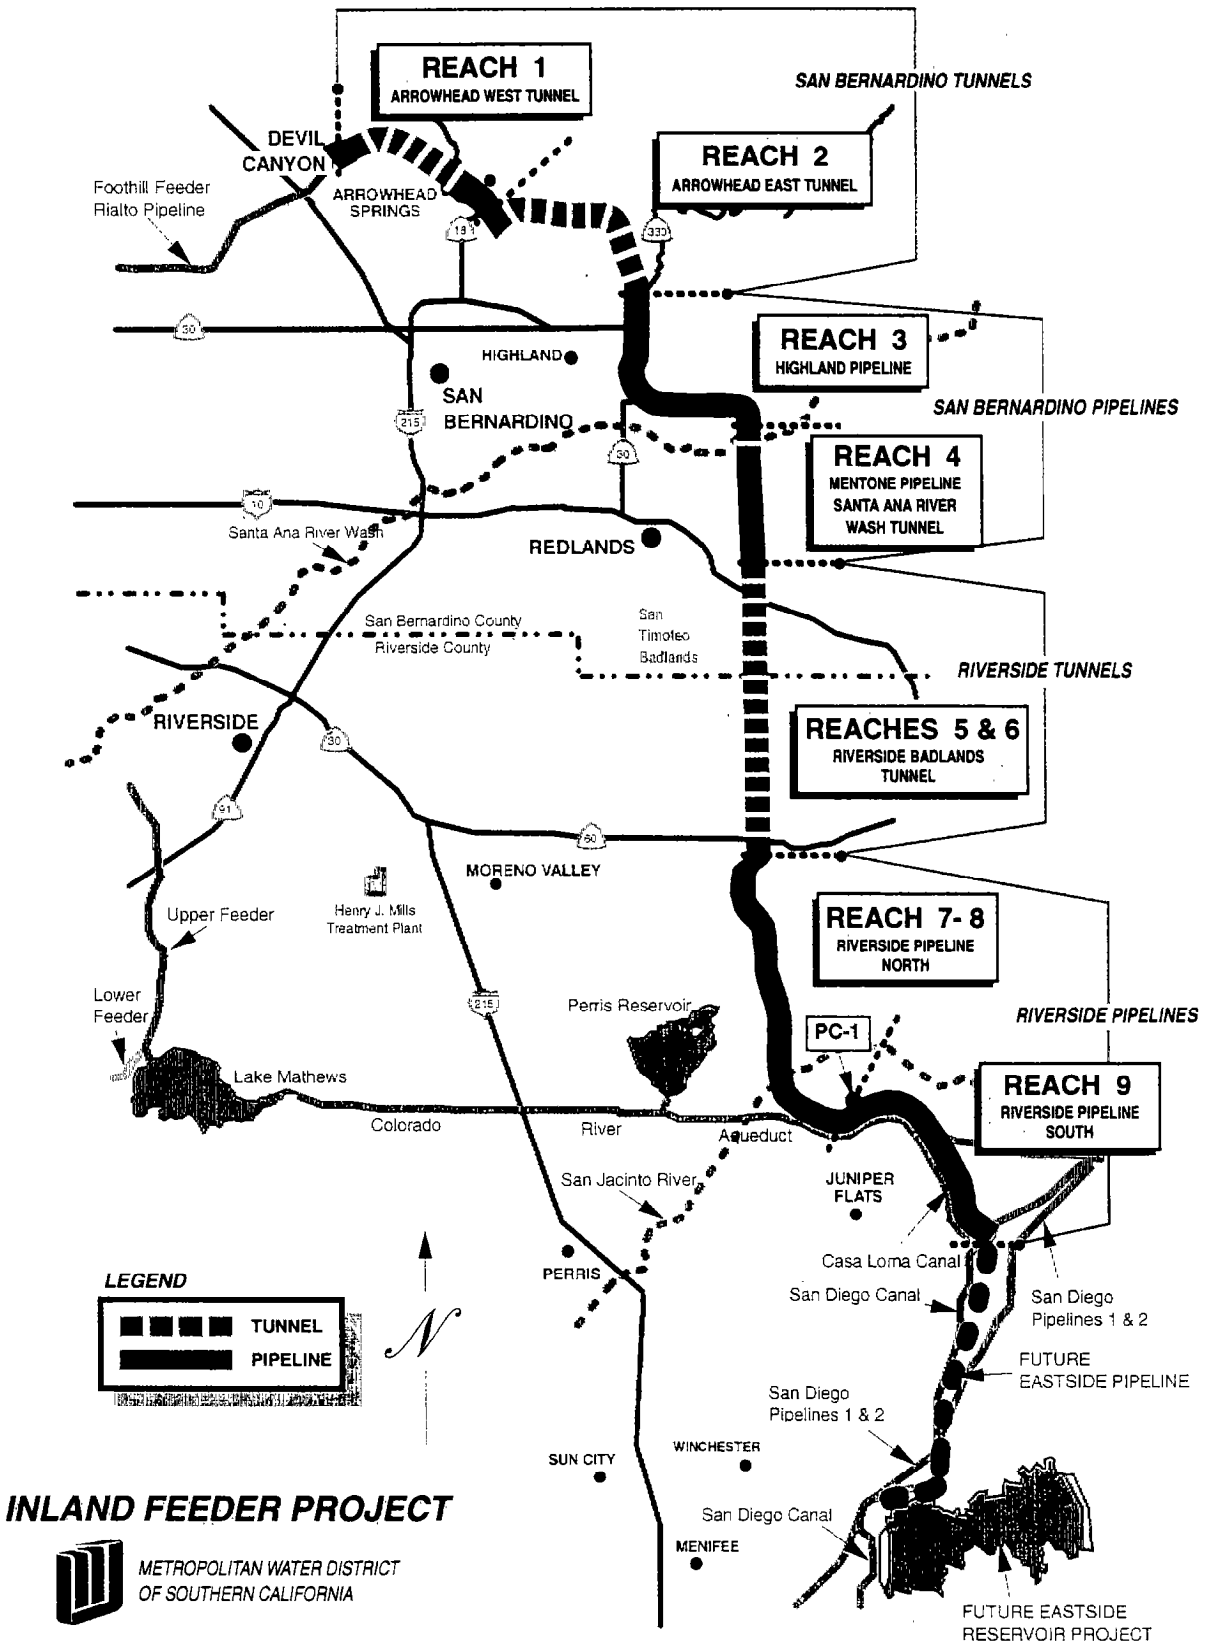 REACH 1
ARROWHEAD WEST TUNNEL
SAN BERNARDINO TUNNELS
DEVIL
CANYON
REACH 2
ARROWHEAD EAST TUNNEL
Foothill Feeder
Rialto Pipeline
ARROWHEAD
SPRINGS
18
330
30
REACH 3
HIGHLAND PIPELINE
HIGHLAND
SAN
BERNARDINO
215
SAN BERNARDINO PIPELINES
30
REACH 4
MENTONE PIPELINE
SANTA ANA RIVER
WASH TUNNEL
10
Santa Ana River Wash
REDLANDS
San Bernardino County
Riverside County
San
Timoteo
Badlands
RIVERSIDE TUNNELS
RIVERSIDE
30
REACHES 5 & 6
RIVERSIDE BADLANDS
TUNNEL
91
60
MORENO VALLEY
Henry J. Mills
Treatment Plant
Upper Feeder
REACH 7-8
RIVERSIDE PIPELINE
NORTH
Lower
Feeder
215
Perris Reservoir
PC-1
RIVERSIDE PIPELINES
Lake Mathews
REACH 9
RIVERSIDE PIPELINE
SOUTH
Colorado
River
Aqueduct
San Jacinto River
JUNIPER
FLATS
Casa Loma Canal
PERRIS
San Diego Canal
San Diego
Pipelines 1 & 2
LEGEND
TUNNEL
PIPELINE
N
FUTURE
EASTSIDE PIPELINE
San Diego
Pipelines 1 & 2
SUN CITY
WINCHESTER
San Diego Canal
MENIFEE
INLAND FEEDER PROJECT
METROPOLITAN WATER DISTRICT
OF SOUTHERN CALIFORNIA
FUTURE EASTSIDE
RESERVOIR PROJECT